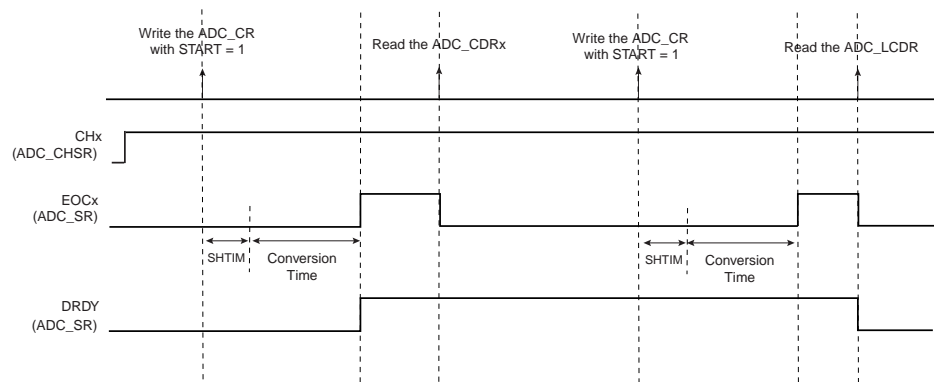 Write the ADC_CR
with START = 1
Read the ADC_CDRx
Write the ADC_CR
with START = 1
Read the ADC_LCDR
CHx
(ADC_CHSR)
EOCx
(ADC_SR)
SHTIM
Conversion
Time
SHTIM
Conversion
Time
DRDY
(ADC_SR)